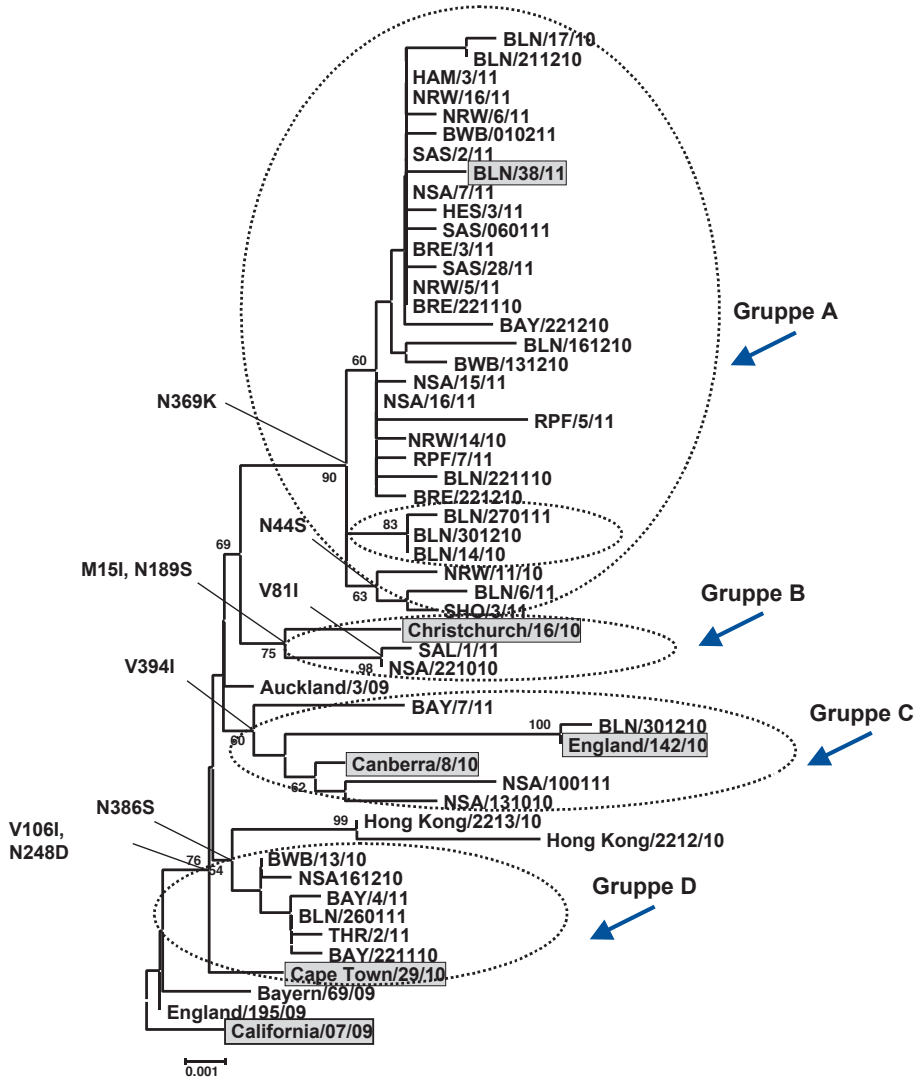 BLN/17/10
BLN/211210
HAM/3/11
NRW/16/11
NRW/6/11
BWB/010211
SAS/2/11
BLN/38/11
NSA/7/11
HES/3/11
SAS/060111
BRE/3/11
SAS/28/11
NRW/5/11
BRE/221110
BAY/221210
Gruppe A
BLN/161210
60
BWB/131210
NSA/15/11
N369K
NSA/16/11
RPF/5/11
NRW/14/10
RPF/7/11
90
BLN/221110
BRE/221210
BLN/270111
N44S
83
BLN/301210
69
BLN/14/10
M15I, N189S
NRW/11/10
V81I
63
BLN/6/11
Gruppe B
SHO/3/11
Christchurch/16/10
75
SAL/1/11
98
NSA/221010
V394I
Auckland/3/09
BAY/7/11
Gruppe C
100
BLN/301210
60
England/142/10
Canberra/8/10
62
NSA/100111
NSA/131010
N386S
99
Hong Kong/2213/10
V106I,
N248D
Hong Kong/2212/10
76
54
BWB/13/10
NSA161210
Gruppe D
BAY/4/11
BLN/260111
THR/2/11
BAY/221110
Cape Town/29/10
Bayern/69/09
England/195/09
California/07/09
0.001